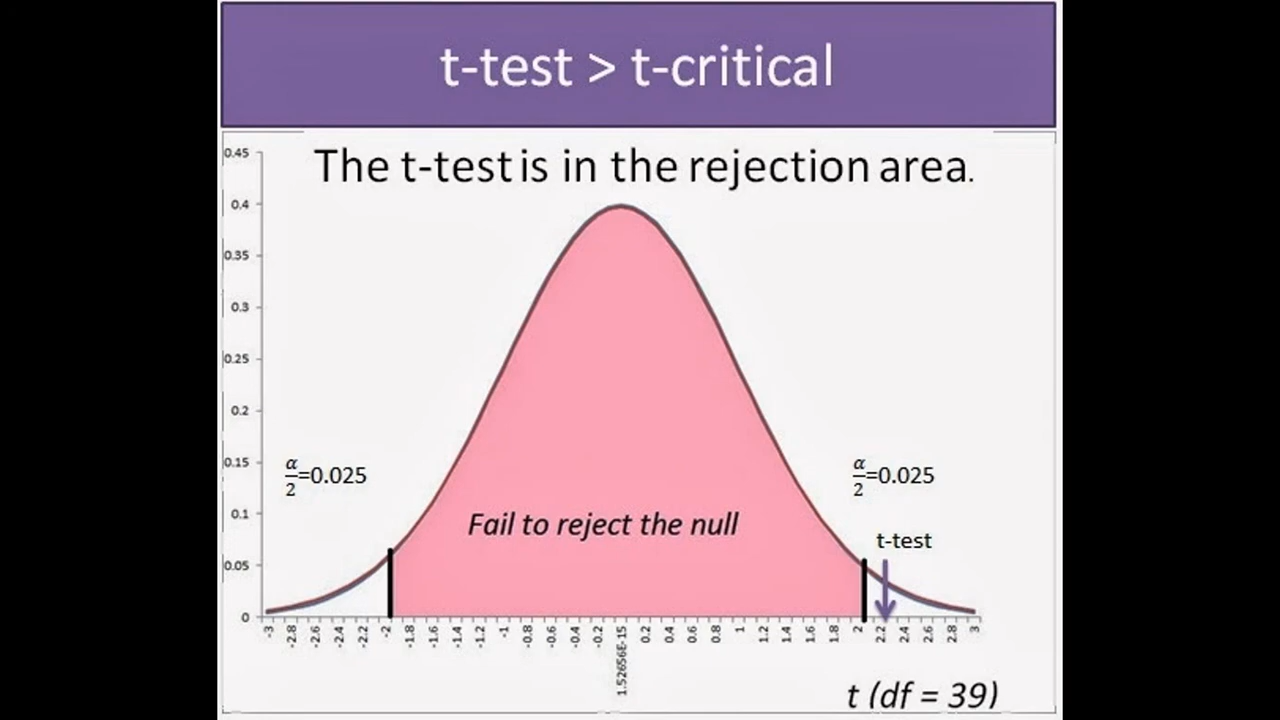 t-test > t-critical
The t-test is in the rejection area.
0.45
0.4
0.35
0.3
0.25
0.2
0.15
0.1
0.05
0
α/2=0.025
α/2=0.025
Fail to reject the null
t-test
-3 -2.8 -2.6 -2.4 -2.2 -2 -1.8 -1.6 -1.4 -1.2 -1 -0.8 -0.6 -0.4 -0.2 1.52656E-15 0.2 0.4 0.6 0.8 1 1.2 1.4 1.6 1.8 2 2.2 2.4 2.6 2.8 3
t (df = 39)